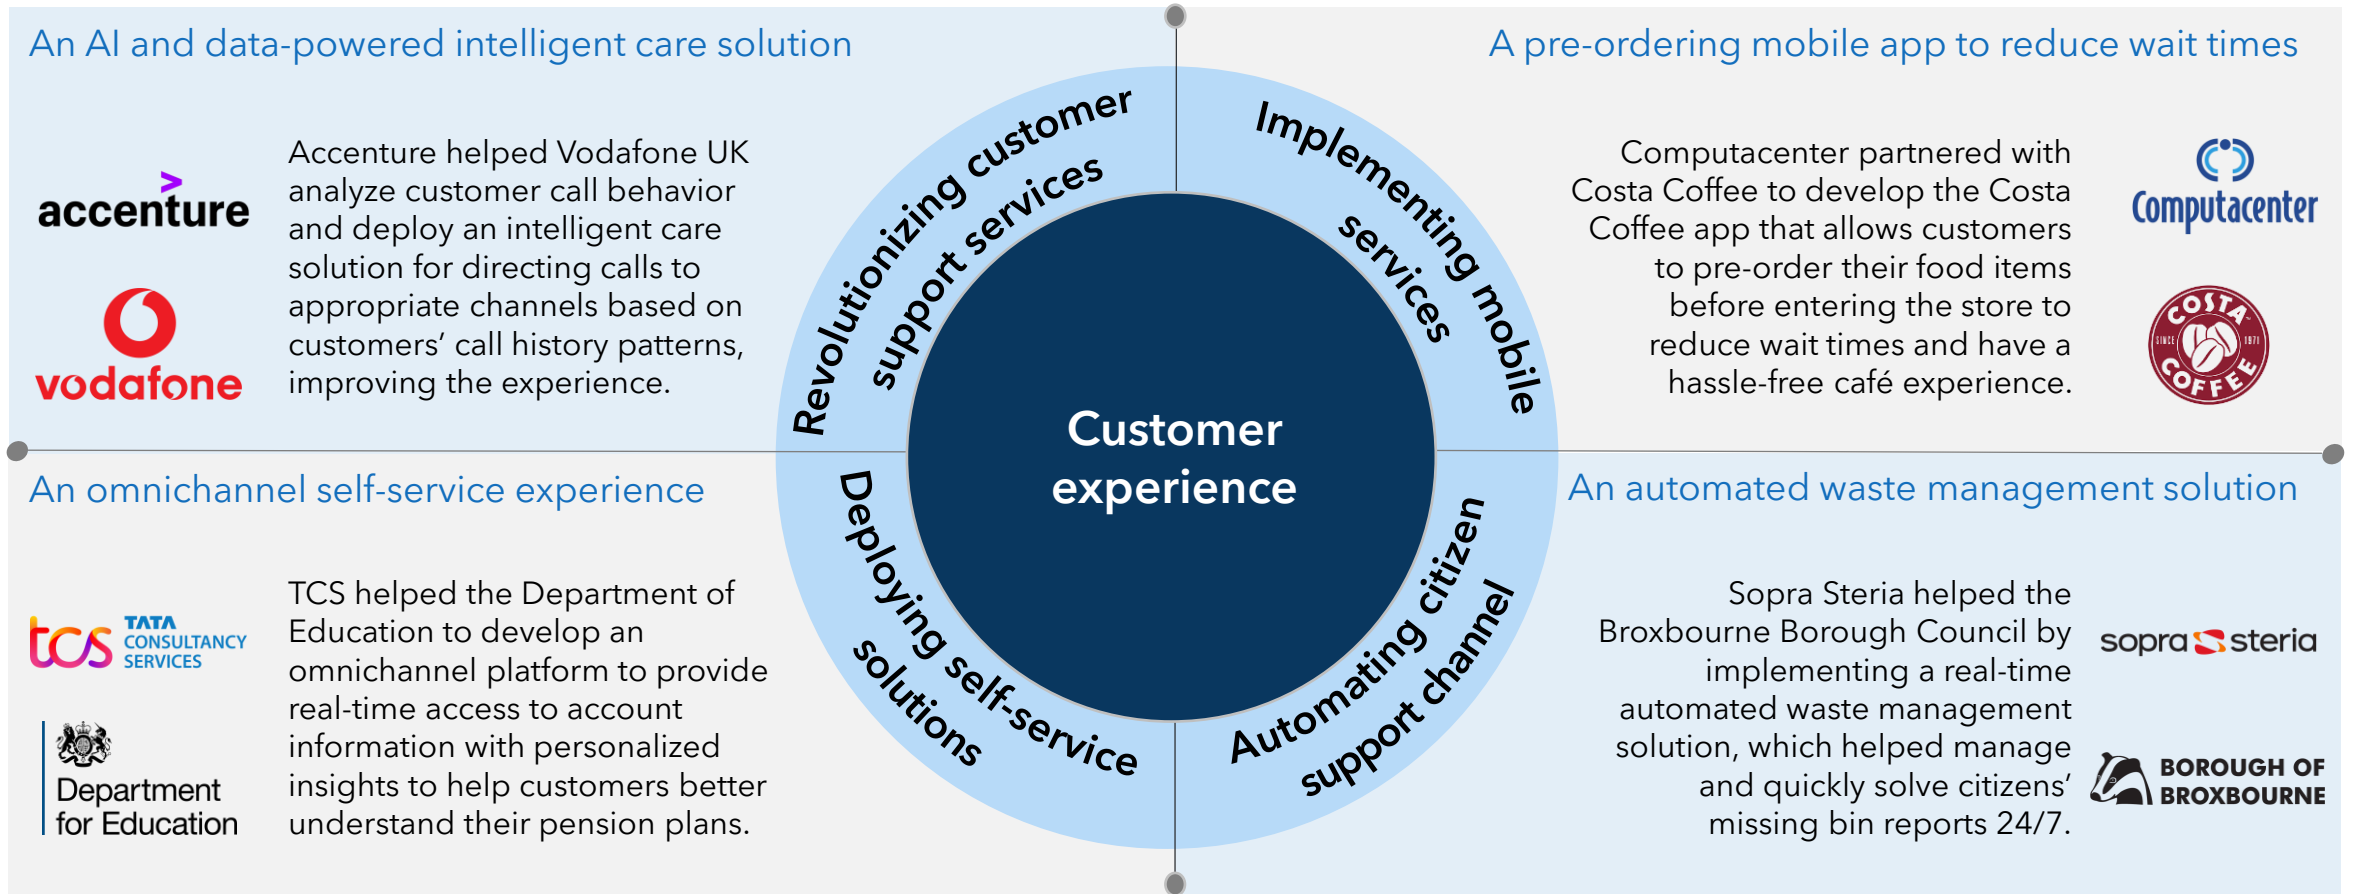 An AI and data-powered intelligent care solution
accenture
vodafone
Accenture helped Vodafone UK
analyze customer call behavior
and deploy an intelligent care
solution for directing calls to
appropriate channels based on
customers’ call history patterns,
improving the experience.
Revolutionizing customer
support services
A pre-ordering mobile app to reduce wait times
Implementing mobile
services
Computacenter partnered with
Costa Coffee to develop the Costa
Coffee app that allows customers
to pre-order their food items
before entering the store to
reduce wait times and have a
hassle-free café experience.
Computacenter
COSTA
SINCE 1971
COFFEE
Customer
experience
An omnichannel self-service experience
tcs TATA
CONSULTANCY
SERVICES
Department
for Education
TCS helped the Department of
Education to develop an
omnichannel platform to provide
real-time access to account
information with personalized
insights to help customers better
understand their pension plans.
Deploying self-service
solutions
An automated waste management solution
Automating citizen
support channel
Sopra Steria helped the
Broxbourne Borough Council by
implementing a real-time
automated waste management
solution, which helped manage
and quickly solve citizens’
missing bin reports 24/7.
sopra steria
BOROUGH OF
BROXBOURNE